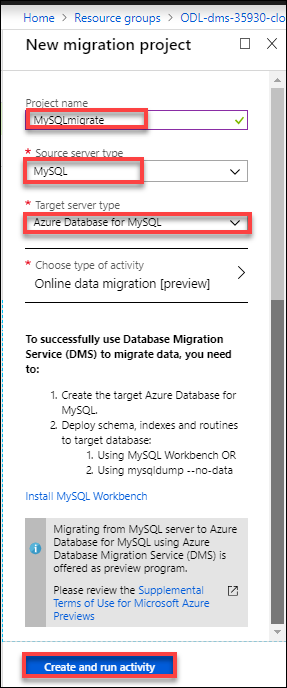 Home > Resource groups > ODL-dms-35930-clo
New migration project
Project name
MySQLmigrate
* Source server type
MySQL
* Target server type
Azure Database for MySQL
* Choose type of activity
Online data migration [preview]
To successfully use Database Migration
Service (DMS) to migrate data, you need
to:
1. Create the target Azure Database for
MySQL.
2. Deploy schema, indexes and routines
to target database:
1. Using MySQL Workbench OR
2. Using mysqldump --no-data
Install MySQL Workbench
Migrating from MySQL server to Azure
Database for MySQL using Azure
Database Migration Service (DMS) is
offered as preview program.
Please review the Supplemental
Terms of Use for Microsoft Azure
Previews
Create and run activity